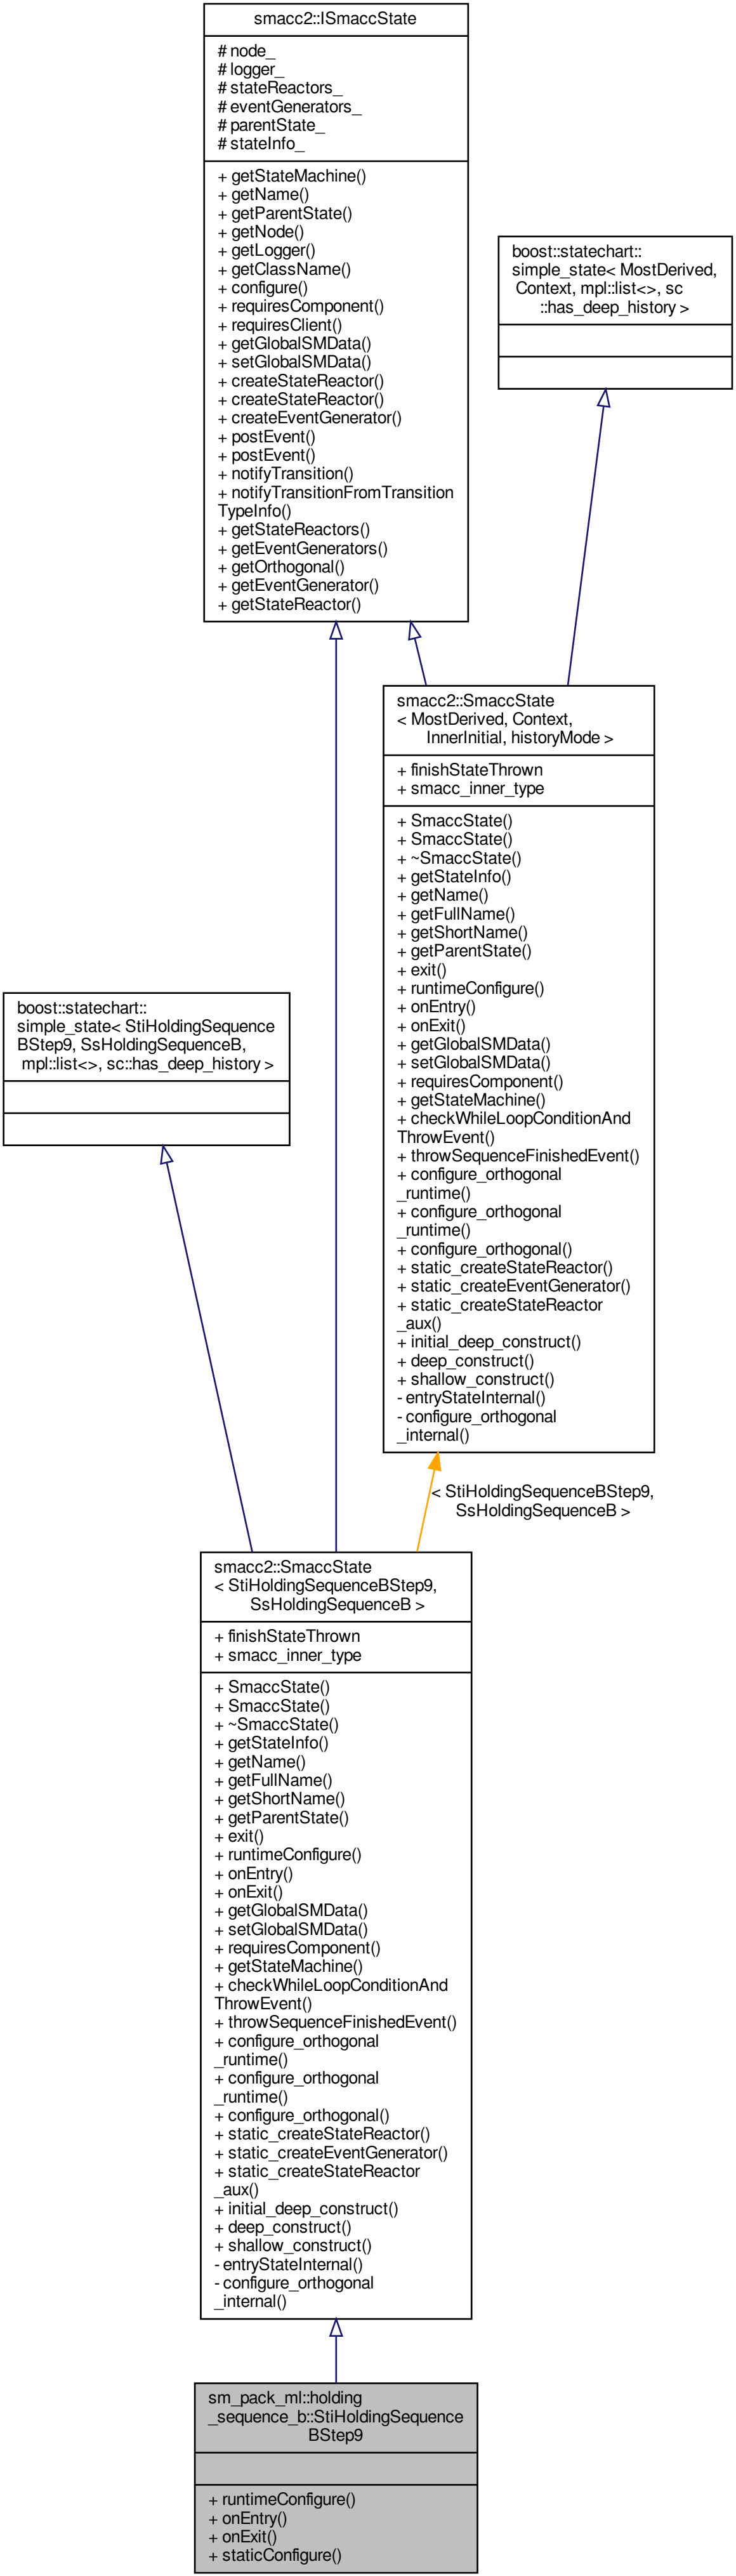 smacc2::ISmaccState
# node_
# logger_
# stateReactors_
# eventGenerators_
# parentState_
# stateInfo_
+ getStateMachine()
+ getName()
+ getParentState()
+ getNode()
+ getLogger()
+ getClassName()
+ configure()
+ requiresComponent()
+ requiresClient()
+ getGlobalSMData()
+ setGlobalSMData()
+ createStateReactor()
+ createStateReactor()
+ createEventGenerator()
+ postEvent()
+ postEvent()
+ notifyTransition()
+ notifyTransitionFromTransition
TypeInfo()
+ getStateReactors()
+ getEventGenerators()
+ getOrthogonal()
+ getEventGenerator()
+ getStateReactor()
boost::statechart::
simple_state< MostDerived,
Context, mpl::list<>, sc
::has_deep_history >
smacc2::SmaccState
< MostDerived, Context,
InnerInitial, historyMode >
+ finishStateThrown
+ smacc_inner_type
+ SmaccState()
+ SmaccState()
+ ~SmaccState()
+ getStateInfo()
+ getName()
+ getFullName()
+ getShortName()
+ getParentState()
+ exit()
+ runtimeConfigure()
+ onEntry()
+ onExit()
+ getGlobalSMData()
+ setGlobalSMData()
+ requiresComponent()
+ getStateMachine()
+ checkWhileLoopConditionAnd
ThrowEvent()
+ throwSequenceFinishedEvent()
+ configure_orthogonal
_runtime()
+ configure_orthogonal
_runtime()
+ configure_orthogonal()
+ static_createStateReactor()
+ static_createEventGenerator()
+ static_createStateReactor
_aux()
+ initial_deep_construct()
+ deep_construct()
+ shallow_construct()
- entryStateInternal()
- configure_orthogonal
_internal()
boost::statechart::
simple_state< StiHoldingSequence
BStep9, SsHoldingSequenceB,
mpl::list<>, sc::has_deep_history >
< StiHoldingSequenceBStep9,
SsHoldingSequenceB >
smacc2::SmaccState
< StiHoldingSequenceBStep9,
SsHoldingSequenceB >
+ finishStateThrown
+ smacc_inner_type
+ SmaccState()
+ SmaccState()
+ ~SmaccState()
+ getStateInfo()
+ getName()
+ getFullName()
+ getShortName()
+ getParentState()
+ exit()
+ runtimeConfigure()
+ onEntry()
+ onExit()
+ getGlobalSMData()
+ setGlobalSMData()
+ requiresComponent()
+ getStateMachine()
+ checkWhileLoopConditionAnd
ThrowEvent()
+ throwSequenceFinishedEvent()
+ configure_orthogonal
_runtime()
+ configure_orthogonal
_runtime()
+ configure_orthogonal()
+ static_createStateReactor()
+ static_createEventGenerator()
+ static_createStateReactor
_aux()
+ initial_deep_construct()
+ deep_construct()
+ shallow_construct()
- entryStateInternal()
- configure_orthogonal
_internal()
sm_pack_ml::holding
_sequence_b::StiHoldingSequence
BStep9
+ runtimeConfigure()
+ onEntry()
+ onExit()
+ staticConfigure()